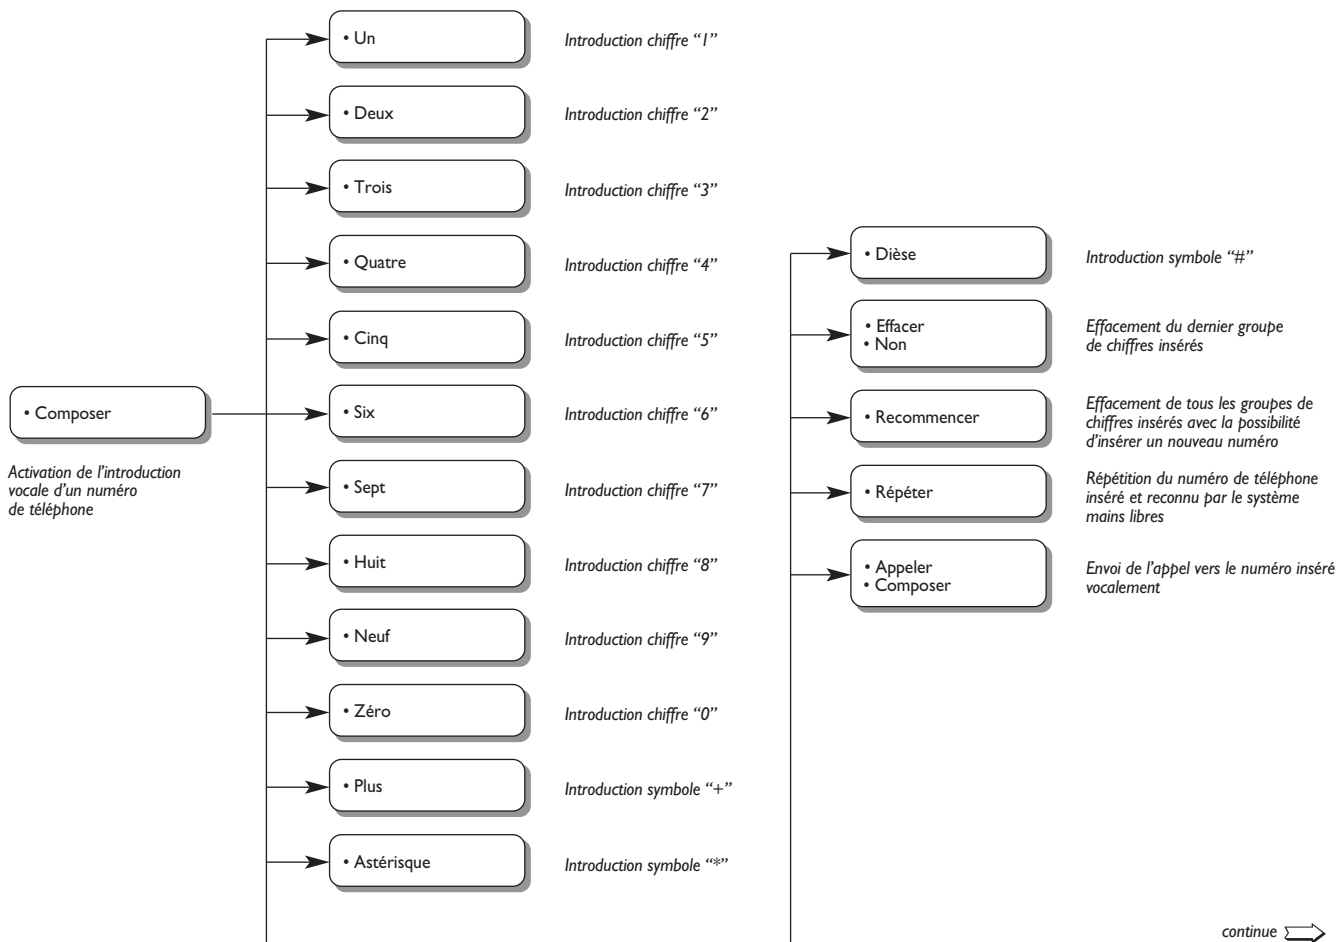 • Composer
Activation de l’introduction
vocale d’un numéro
de téléphone
• Un
Introduction chiffre “1”
• Deux
Introduction chiffre “2”
• Trois
Introduction chiffre “3”
• Quatre
Introduction chiffre “4”
• Cinq
Introduction chiffre “5”
• Six
Introduction chiffre “6”
• Sept
Introduction chiffre “7”
• Huit
Introduction chiffre “8”
• Neuf
Introduction chiffre “9”
• Zéro
Introduction chiffre “0”
• Plus
Introduction symbole “+”
• Astérisque
Introduction symbole “*”
• Dièse
Introduction symbole “#”
• Effacer
• Non
Effacement du dernier groupe
de chiffres insérés
• Recommencer
Effacement de tous les groupes de
chiffres insérés avec la possibilité
d’insérer un nouveau numéro
• Répéter
Répétition du numéro de téléphone
inséré et reconnu par le système
mains libres
• Appeler
• Composer
Envoi de l’appel vers le numéro inséré
vocalement
continue